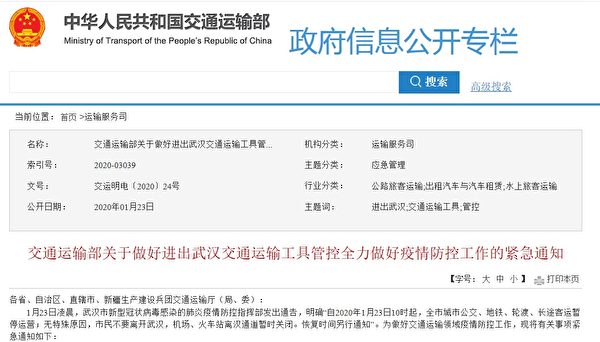 中华人民共和国交通运输部
Ministry of Transport of the People's Republic of China
政府信息公开专栏
搜索
高级搜索
当前位置： 首页 >运输服务司
名称： 交通运输部关于做好进出武汉交通运输工具管... 机构分类： 运输服务司
索引号： 2020-03039 主题分类： 应急管理
文号： 交运明电〔2020〕24号 行业分类： 公路旅客运输;出租汽车与汽车租赁;水上旅客运输
公开日期： 2020年01月23日 主题词： 进出武汉;交通运输工具;管控
交通运输部关于做好进出武汉交通运输工具管控全力做好疫情防控工作的紧急通知
【字号： 大 中 小 】 打印本页
各省、自治区、直辖市、新疆生产建设兵团交通运输厅（局、委）：
1月23日凌晨，武汉市新型冠状病毒感染的肺炎疫情防控指挥部发出通告，明确“自2020年1月23日10时起，全市城市公交、地铁、轮渡、长途客运暂
停运营；无特殊原因，市民不要离开武汉，机场、火车站离汉通道暂时关闭。恢复时间另行通知”。为做好交通运输领域疫情防控工作，现将有关事项紧
急通知如下：